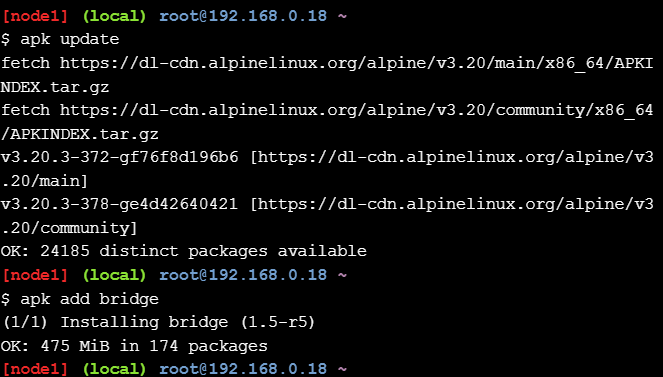 [node1] (local) root@192.168.0.18 ~
$ apk update
fetch https://dl-cdn.alpinelinux.org/alpine/v3.20/main/x86_64/APKI
NDEX.tar.gz
fetch https://dl-cdn.alpinelinux.org/alpine/v3.20/community/x86_64
/APKINDEX.tar.gz
v3.20.3-372-gf76f8d196b6 [https://dl-cdn.alpinelinux.org/alpine/v3
.20/main]
v3.20.3-378-ge4d42640421 [https://dl-cdn.alpinelinux.org/alpine/v3
.20/community]
OK: 24185 distinct packages available
[node1] (local) root@192.168.0.18 ~
$ apk add bridge
(1/1) Installing bridge (1.5-r5)
OK: 475 MiB in 174 packages
[node1] (local) root@192.168.0.18 ~